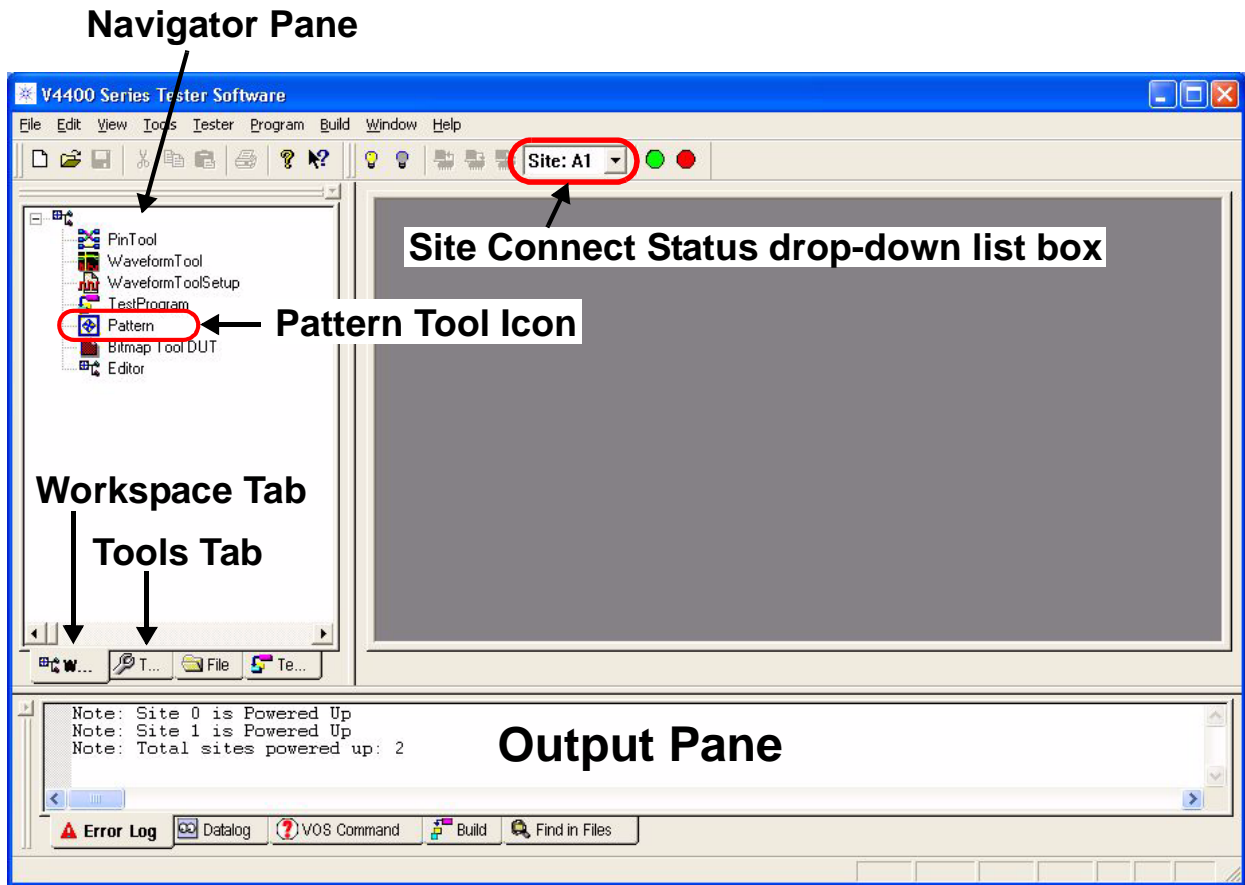 Navigator Pane
V4400 Series Tester Software
File Edit View Tools Tester Program Build Window Help
Site: A1
Site Connect Status drop-down list box
PinTool
WaveformTool
WaveformToolSetup
TestProgram
Pattern
Pattern Tool Icon
Bitmap Tool DUT
Editor
Workspace Tab
Tools Tab
W... T... File Te...
Note: Site 0 is Powered Up
Note: Site 1 is Powered Up
Note: Total sites powered up: 2
Output Pane
Error Log Datalog VOS Command Build Find in Files